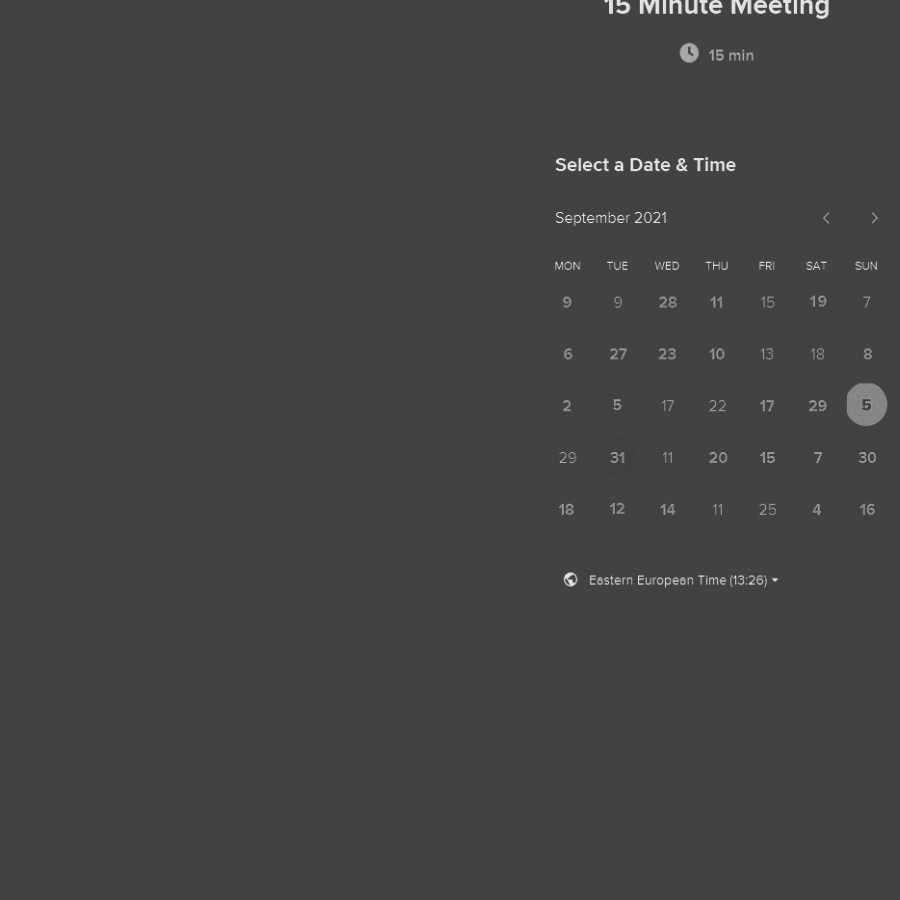 15 Minute Meeting
15 min
Select a Date & Time
September 2021
MON TUE WED THU FRI SAT SUN
9 9 28 11 15 19 7
6 27 23 10 13 18 8
2 5 17 22 17 29 5
29 31 11 20 15 7 30
18 12 14 11 25 4 16
Eastern European Time (13:26)